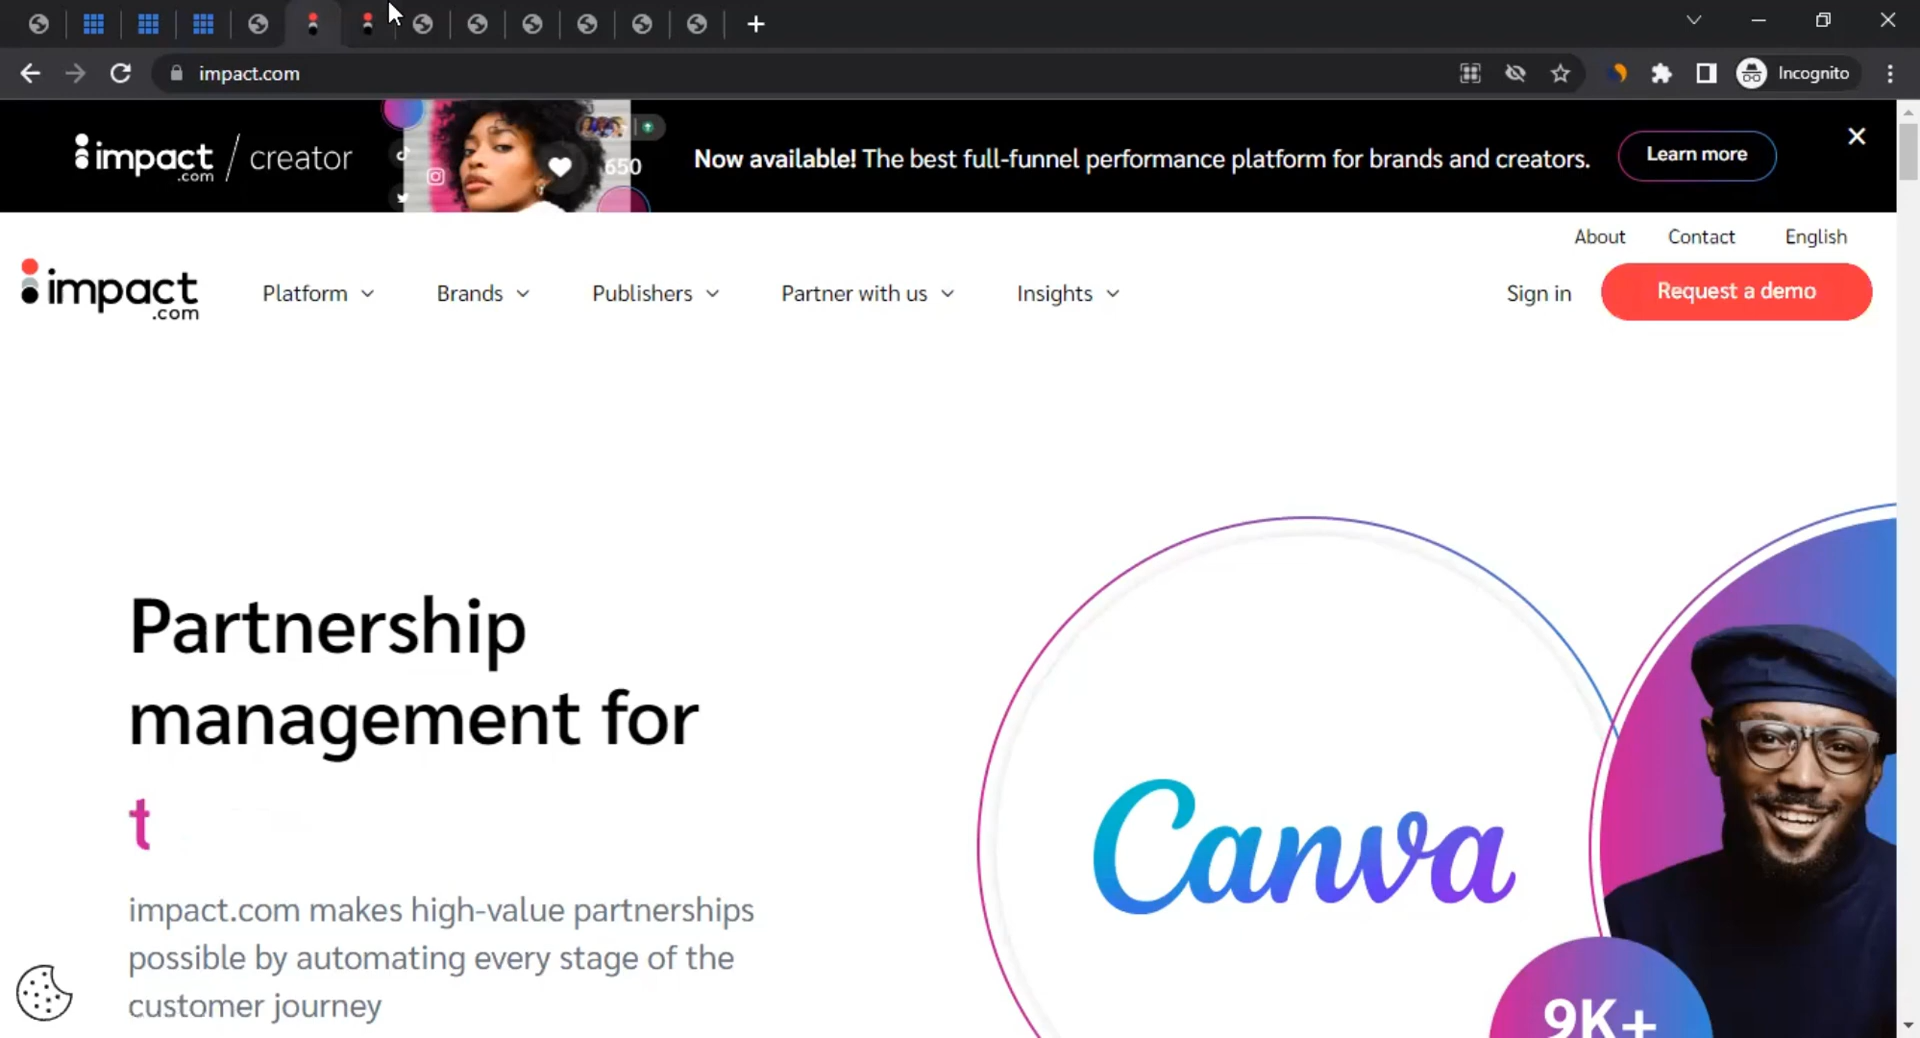 impact.com
Incognito
impact.com / creator
650
Now available! The best full-funnel performance platform for brands and creators.
Learn more
About
Contact
English
impact.com
Platform
Brands
Publishers
Partner with us
Insights
Sign in
Request a demo
Partnership
management for
t
impact.com makes high-value partnerships
possible by automating every stage of the
customer journey
Canva
9K+